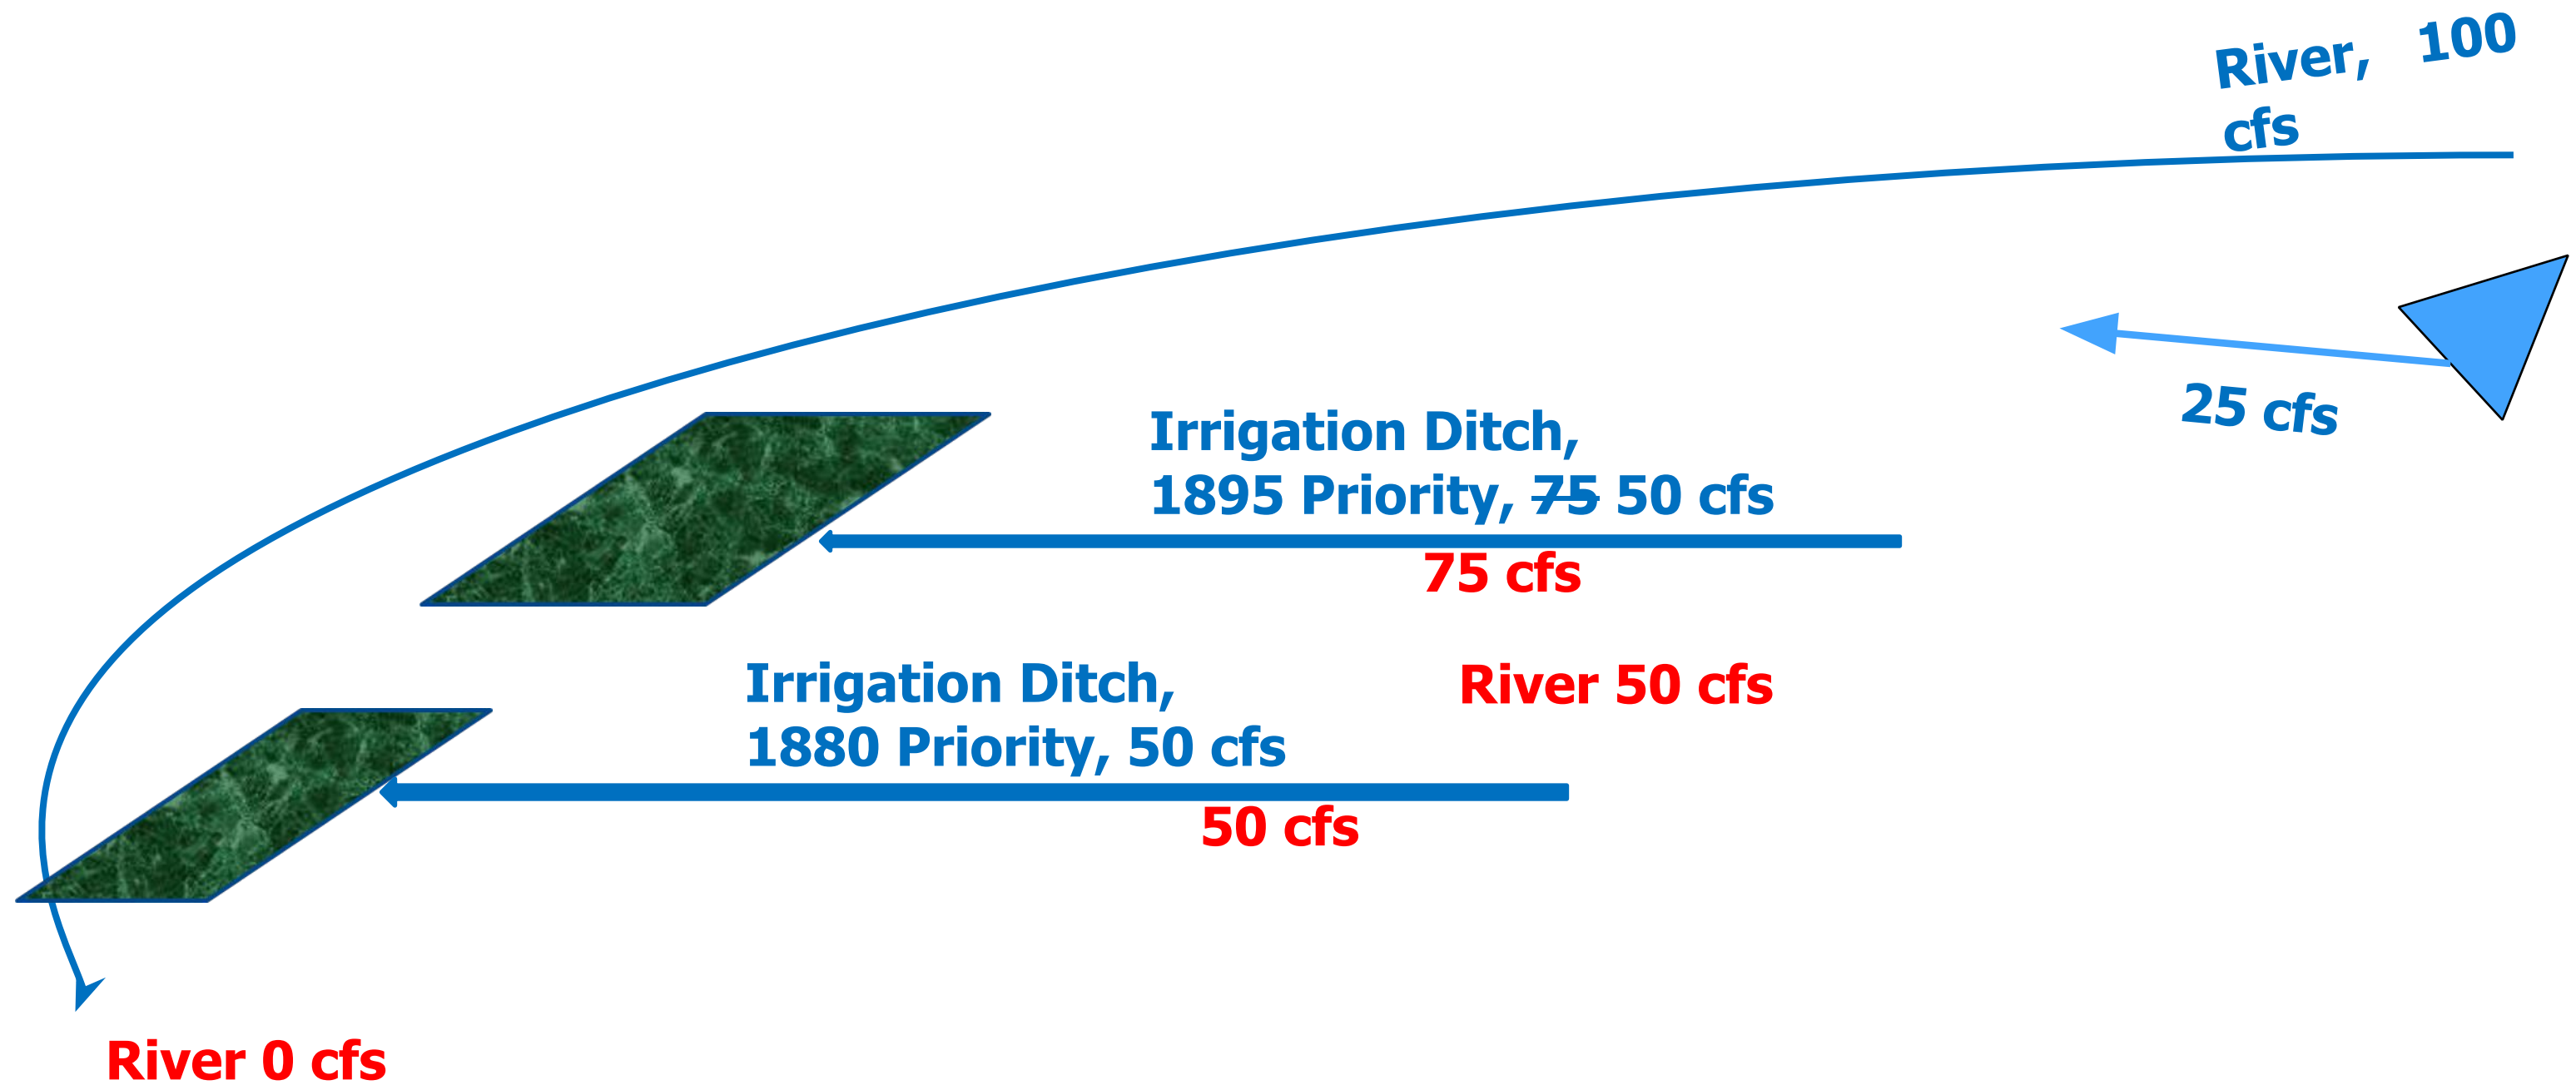 River, 100
cfs
25 cfs
Irrigation Ditch,
1895 Priority, 75 50 cfs
75 cfs
Irrigation Ditch,
1880 Priority, 50 cfs
River 50 cfs
50 cfs
River 0 cfs